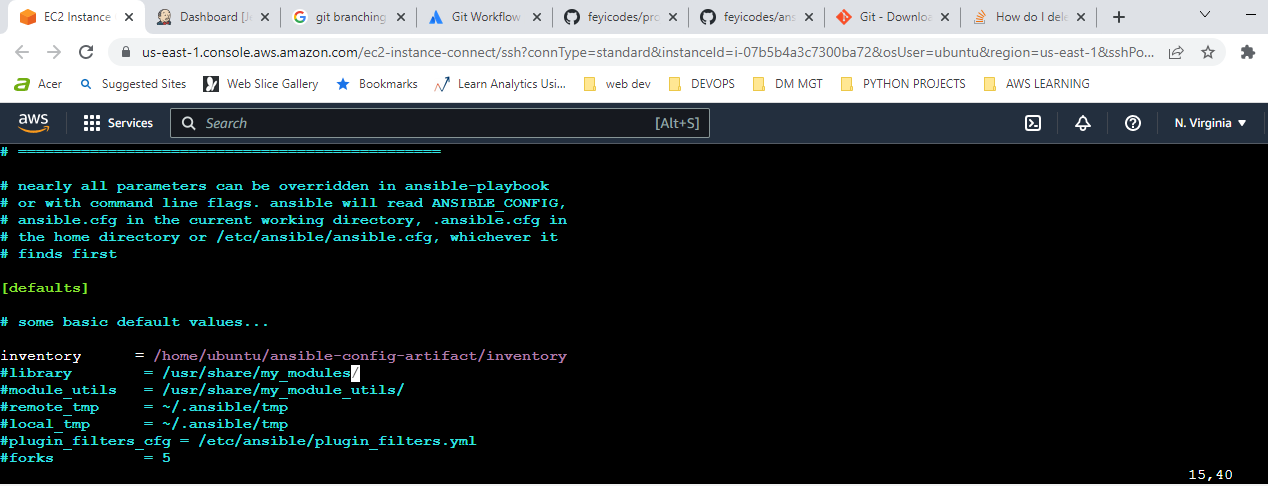 EC2 Instance
Dashboard [Je
git branching
Git Workflow
feyicodes/pro
feyicodes/ans
Git - Downloa
How do I dele
us-east-1.console.aws.amazon.com/ec2-instance-connect/ssh?connType=standard&instanceId=i-07b5b4a3c7300ba72&osUser=ubuntu&region=us-east-1&sshPo...
Acer
Suggested Sites
Web Slice Gallery
Bookmarks
Learn Analytics Usi...
web dev
DEVOPS
DM MGT
PYTHON PROJECTS
AWS LEARNING
aws
Services
Search
[Alt+S]
N. Virginia
# ===============================================
# nearly all parameters can be overridden in ansible-playbook
# or with command line flags. ansible will read ANSIBLE_CONFIG,
# ansible.cfg in the current working directory, .ansible.cfg in
# the home directory or /etc/ansible/ansible.cfg, whichever it
# finds first
[defaults]
# some basic default values...
inventory      = /home/ubuntu/ansible-config-artifact/inventory
#library        = /usr/share/my_modules/
#module_utils   = /usr/share/my_module_utils/
#remote_tmp     = ~/.ansible/tmp
#local_tmp      = ~/.ansible/tmp
#plugin_filters_cfg = /etc/ansible/plugin_filters.yml
#forks          = 5
15,40